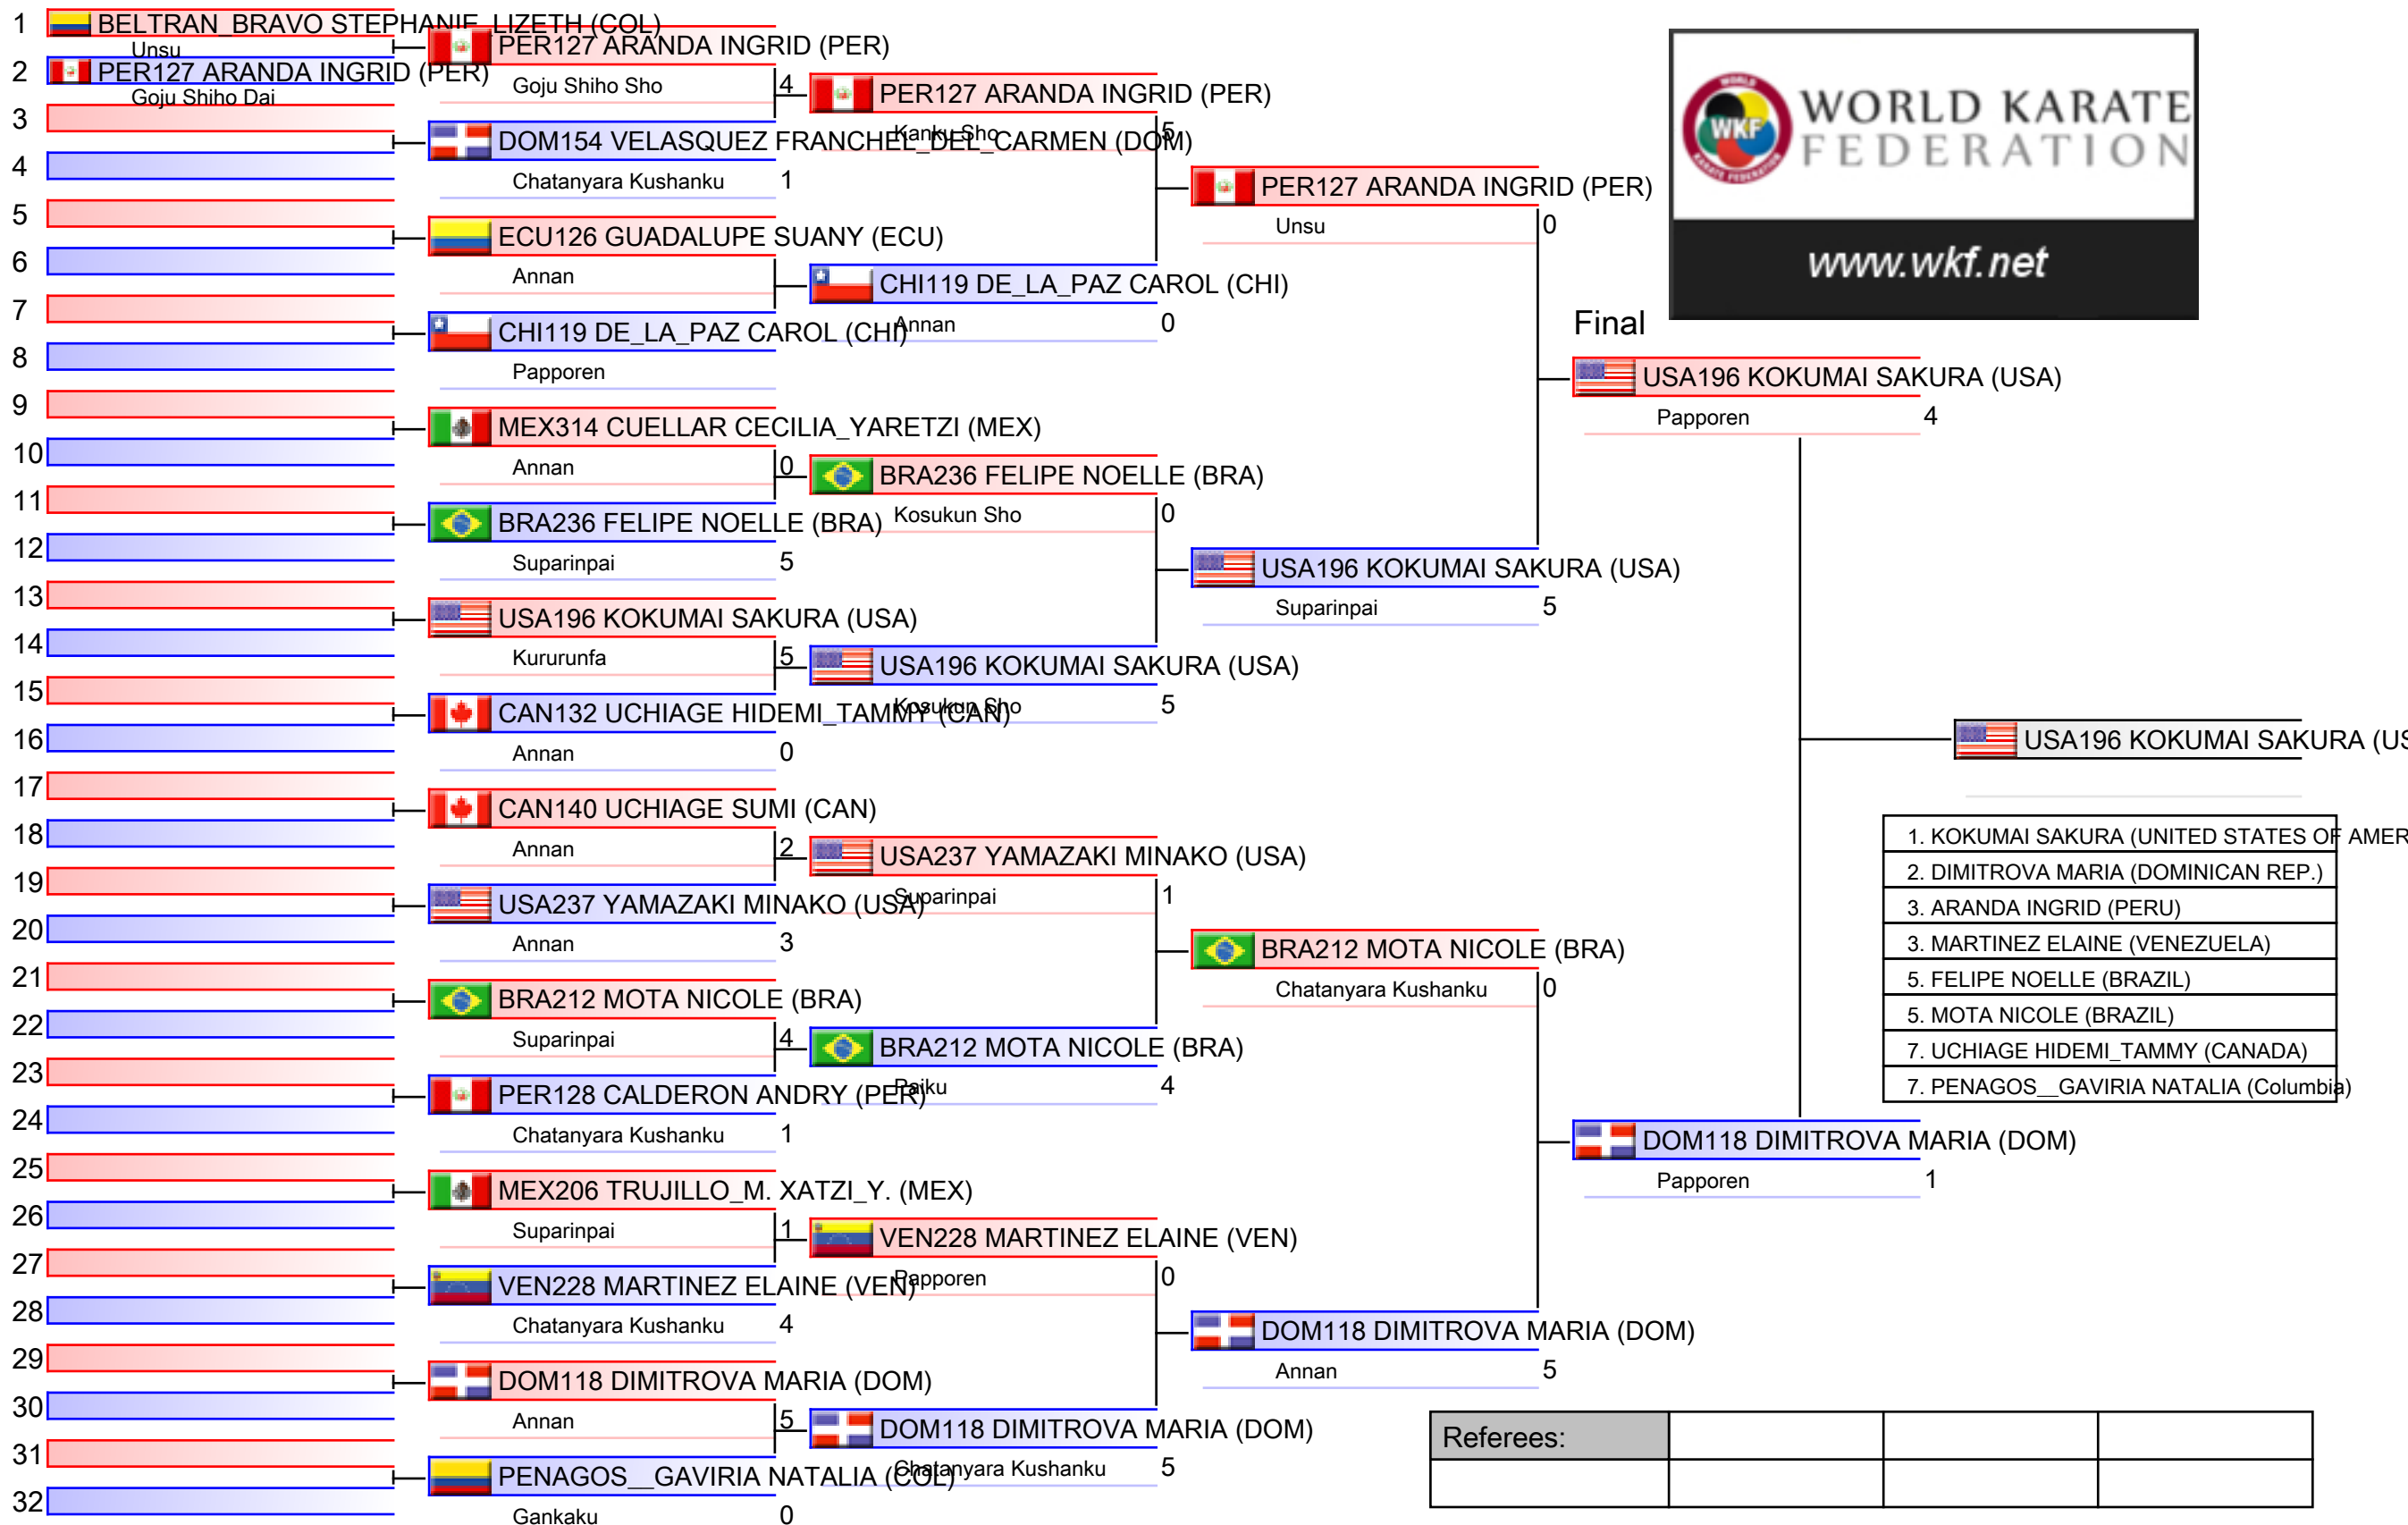 1 BELTRAN_BRAVO STEPHANIE_LIZETH (COL)
Unsu
2 PER127 ARANDA INGRID (PER)
Goju Shiho Dai
3
4
5
6
7
8
9
10
11
12
13
14
15
16
17
18
19
20
21
22
23
24
25
26
27
28
29
30
31
32
PER127 ARANDA INGRID (PER)
Goju Shiho Sho 4
DOM154 VELASQUEZ FRANCHEL_DEL_CARMEN (DOM)
Chatanyara Kushanku 1
ECU126 GUADALUPE SUANY (ECU)
Annan
CHI119 DE_LA_PAZ CAROL (CHI)
Papporen
MEX314 CUELLAR CECILIA_YARETZI (MEX)
Annan 0
BRA236 FELIPE NOELLE (BRA)
Suparinpai 5
USA196 KOKUMAI SAKURA (USA)
Kururunfa 5
CAN132 UCHIAGE HIDEMI_TAMMY (CAN)
Annan 0
CAN140 UCHIAGE SUMI (CAN)
Annan 2
USA237 YAMAZAKI MINAKO (USA)
Annan 3
BRA212 MOTA NICOLE (BRA)
Suparinpai 4
PER128 CALDERON ANDRY (PER)
Chatanyara Kushanku 1
MEX206 TRUJILLO_M. XATZI_Y. (MEX)
Suparinpai 1
VEN228 MARTINEZ ELAINE (VEN)
Chatanyara Kushanku 4
DOM118 DIMITROVA MARIA (DOM)
Annan 5
PENAGOS__GAVIRIA NATALIA (COL)
Gankaku 0
PER127 ARANDA INGRID (PER)
Kanku Sho 5
CHI119 DE_LA_PAZ CAROL (CHI)
Annan 0
BRA236 FELIPE NOELLE (BRA)
Kosukun Sho 0
USA196 KOKUMAI SAKURA (USA)
Kosukun Sho 5
USA237 YAMAZAKI MINAKO (USA)
Suparinpai 1
BRA212 MOTA NICOLE (BRA)
Paiku 4
VEN228 MARTINEZ ELAINE (VEN)
Papporen 0
DOM118 DIMITROVA MARIA (DOM)
Chatanyara Kushanku 5
PER127 ARANDA INGRID (PER)
Unsu 0
USA196 KOKUMAI SAKURA (USA)
Suparinpai 5
BRA212 MOTA NICOLE (BRA)
Chatanyara Kushanku 0
DOM118 DIMITROVA MARIA (DOM)
Annan 5
WORLD
WKF
KARATE FEDERATION
WORLD KARATE
FEDERATION
www.wkf.net
Final
USA196 KOKUMAI SAKURA (USA)
Papporen 4
DOM118 DIMITROVA MARIA (DOM)
Papporen 1
USA196 KOKUMAI SAKURA (US
1. KOKUMAI SAKURA (UNITED STATES OF AMER
2. DIMITROVA MARIA (DOMINICAN REP.)
3. ARANDA INGRID (PERU)
3. MARTINEZ ELAINE (VENEZUELA)
5. FELIPE NOELLE (BRAZIL)
5. MOTA NICOLE (BRAZIL)
7. UCHIAGE HIDEMI_TAMMY (CANADA)
7. PENAGOS__GAVIRIA NATALIA (Columbia)
Referees: